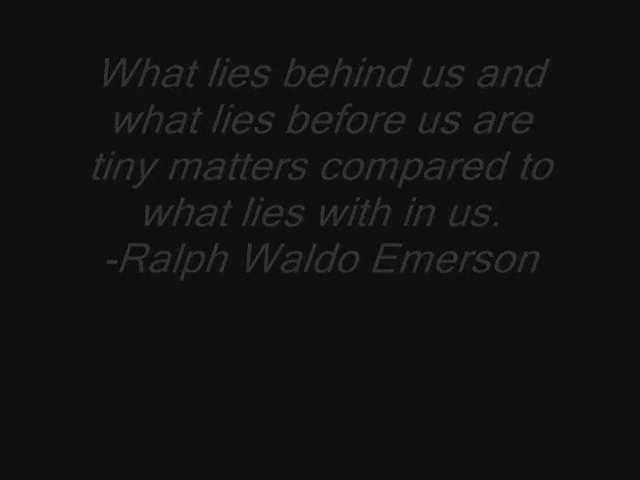 What lies behind us and
what lies before us are
tiny matters compared to
what lies with in us.
-Ralph Waldo Emerson